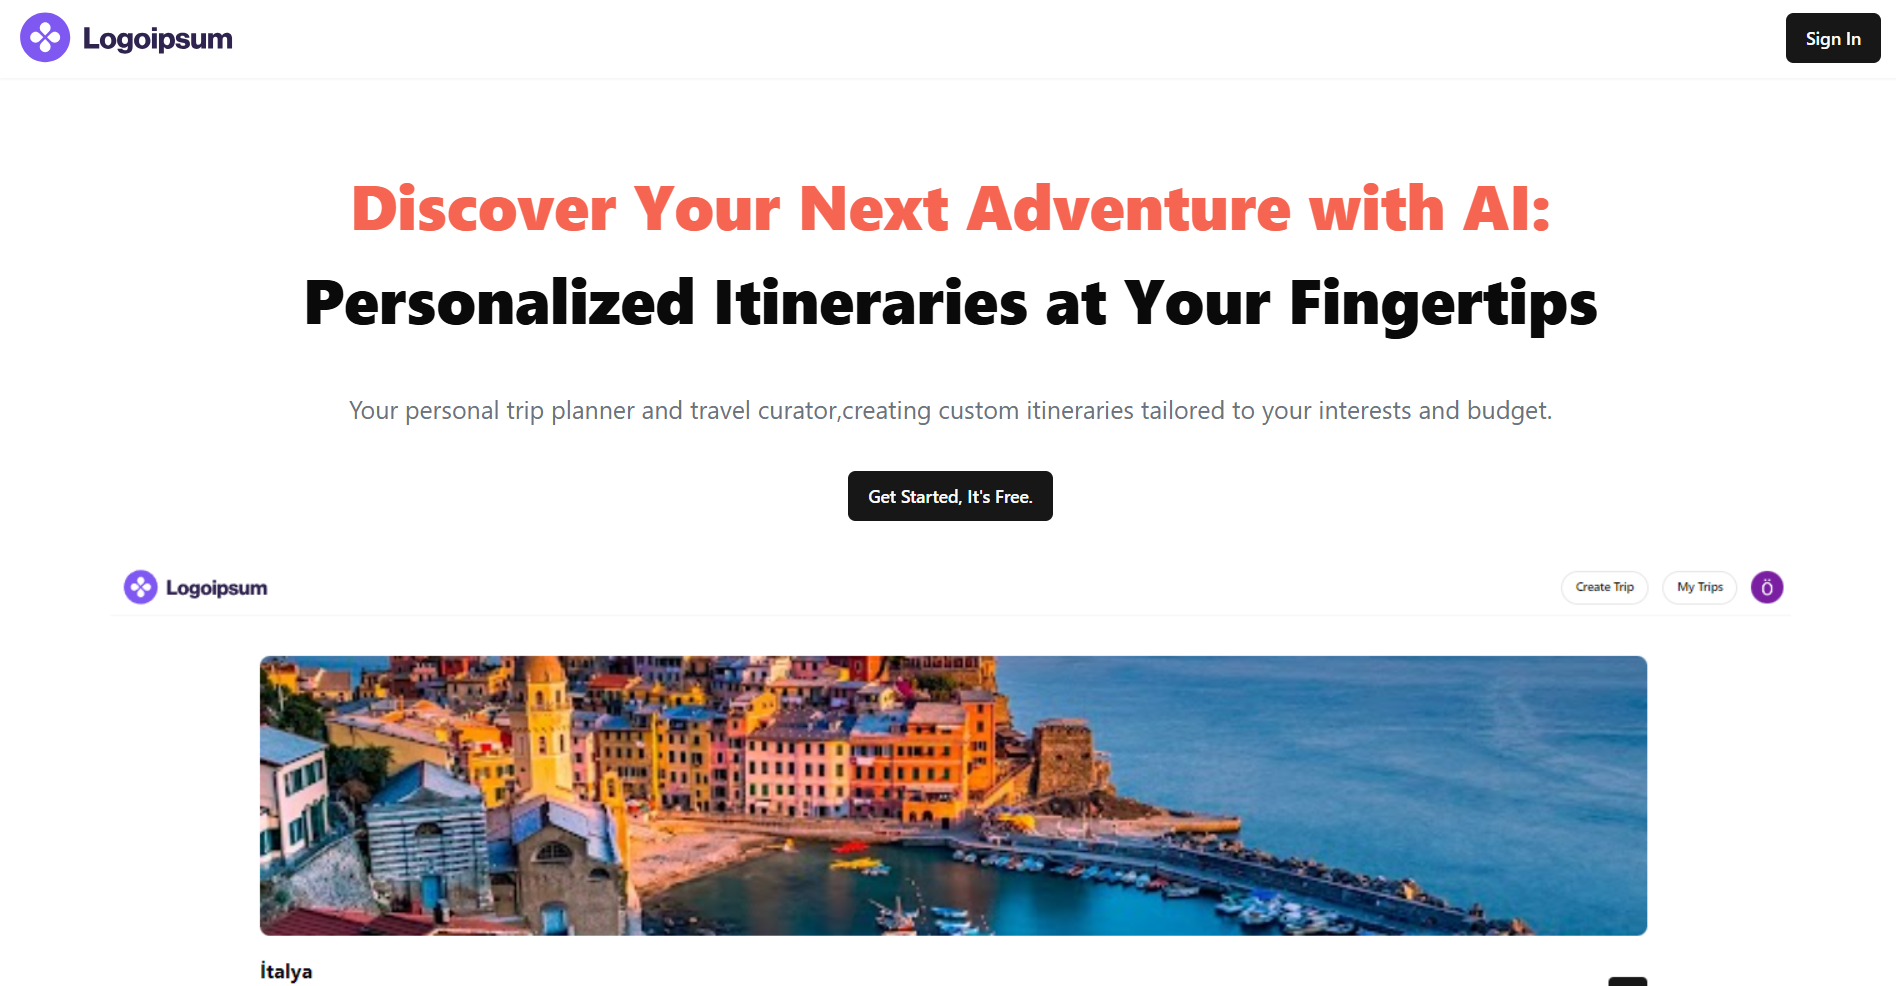 Logoipsum
Sign In
Discover Your Next Adventure with AI:
Personalized Itineraries at Your Fingertips
Your personal trip planner and travel curator,creating custom itineraries tailored to your interests and budget.
Get Started, It's Free.
Logoipsum
Create Trip
My Trips
Ö
İtalya